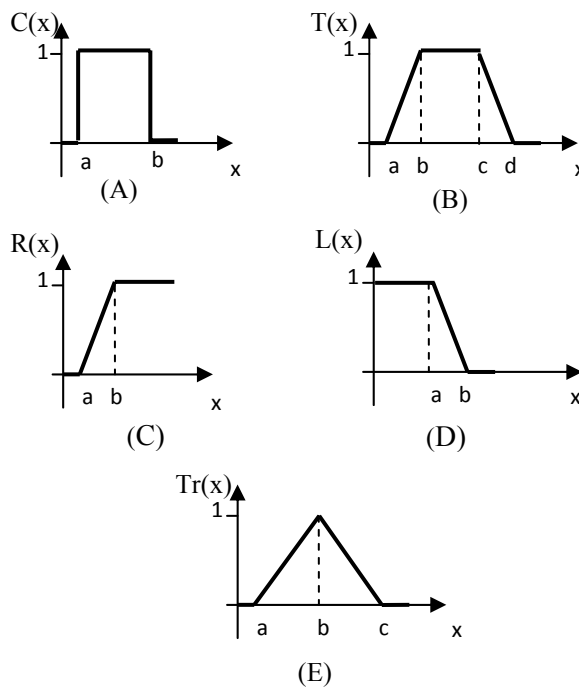 C(x)
1
a b x
(A)
T(x)
1
a b c d x
(B)
R(x)
1
a b x
(C)
L(x)
1
a b x
(D)
Tr(x)
1
a b c x
(E)